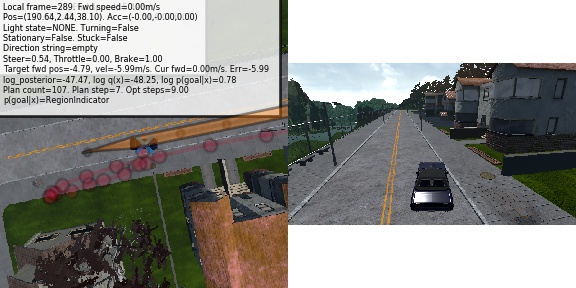 Local frame=289: Fwd.speed=0.00m/s
Pos=(190.64,2.44,38.10). Acc=(-0.00,-0.00,0.00)
Light state=NONE. Turning=False
Stationary=False. Stuck=False
Direction string=empty
Steer=0.54, Throttle=0.00, Brake=1.00
Target fwd pos=-4.79, vel=-5.99m/s. Cur fwd=0.00m/s. Err=-5.99
log_posterior=-47.47, log q(x)=-48.25, log p(goal|x)=0.78
Plan count=107. Plan step=7. Opt steps=9.00
p(goal|x)=RegionIndicator